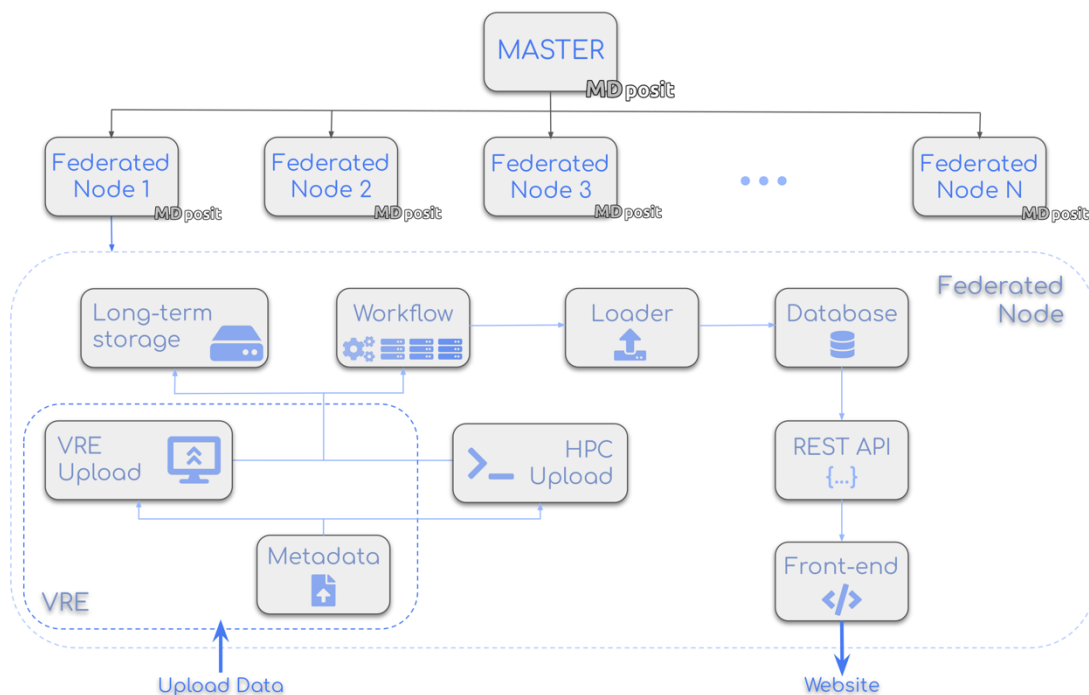 MASTER
MDposit
Federated
Node 1
MDposit
Federated
Node 2
MDposit
Federated
Node 3
MDposit
Federated
Node N
MDposit
Federated
Node
Long-term
storage
Workflow
Loader
Database
VRE
Upload
HPC
Upload
REST API
{...}
Metadata
Front-end
</>
VRE
Upload Data
Website